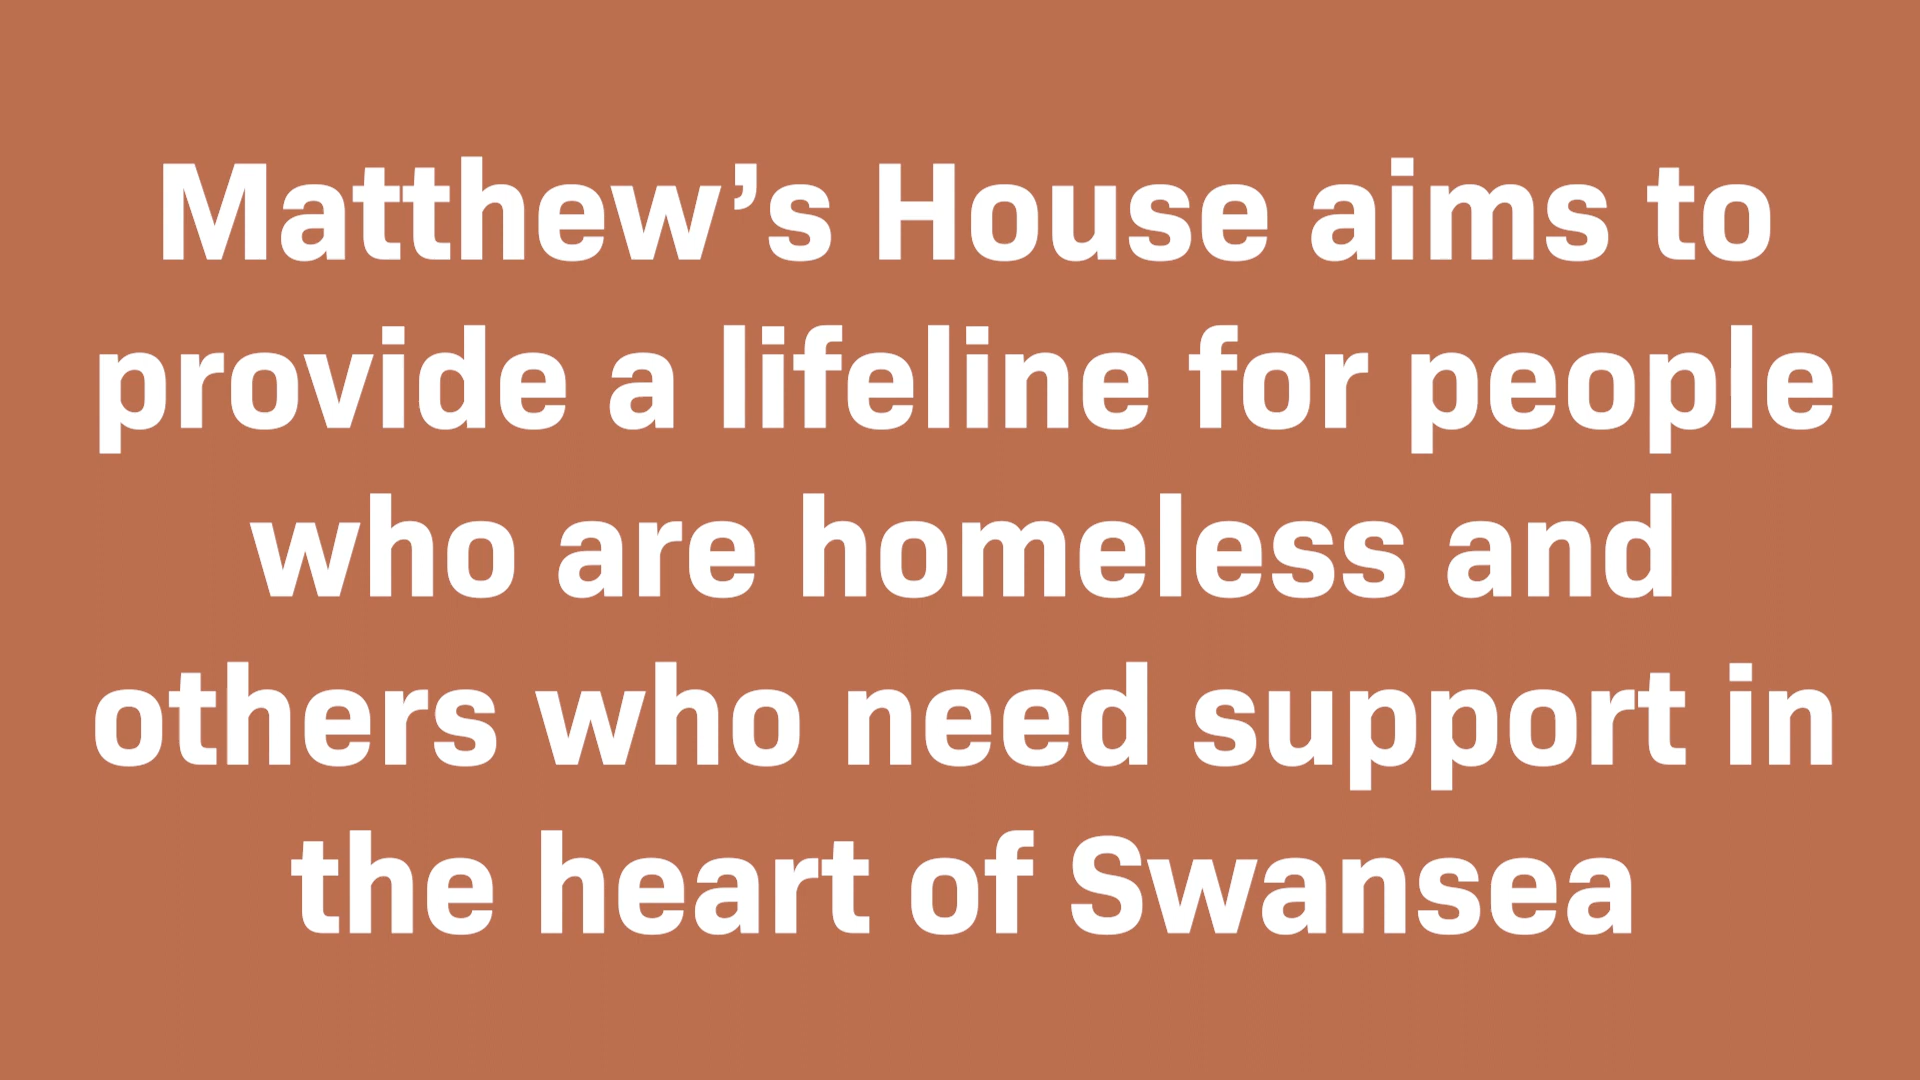 Matthew’s House aims to
provide a lifeline for people
who are homeless and
others who need support in
the heart of Swansea